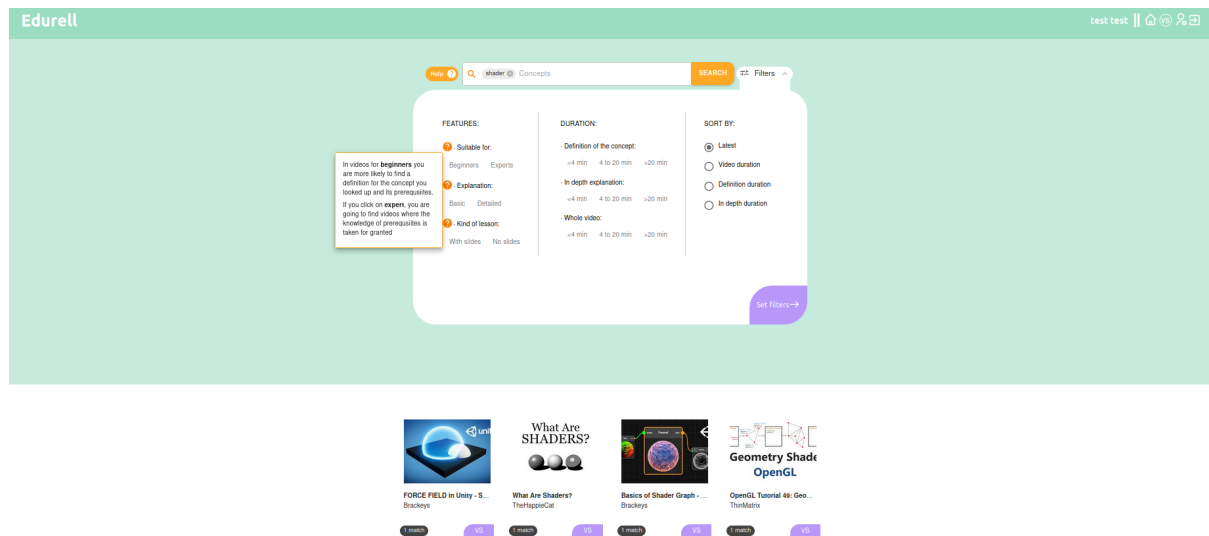 Edurell
test test
VS
Help ?
shader
Concepts
SEARCH
Filters
FEATURES:
DURATION:
SORT BY:
? - Suitable for:
Beginners Experts
? - Explanation:
Basic Detailed
? - Kind of lesson:
With slides No slides
- Definition of the concept:
<4 min 4 to 20 min >20 min
- In depth explanation:
<4 min 4 to 20 min >20 min
- Whole video:
<4 min 4 to 20 min >20 min
Latest
Video duration
Definition duration
In depth duration
In videos for beginners you
are more likely to find a
definition for the concept you
looked up and its prerequsiites.
If you click on expert, you are
going to find videos where the
knowledge of prerequsiites is
taken for granted
Set filters→
unit
What Are
SHADERS?
Geometry Shade
OpenGL
FORCE FIELD in Unity - S...
Brackeys
What Are Shaders?
TheHappieCat
Basics of Shader Graph - ...
Brackeys
OpenGL Tutorial 49: Geo...
ThinMatrix
1 match VS
1 match VS
1 match VS
1 match VS